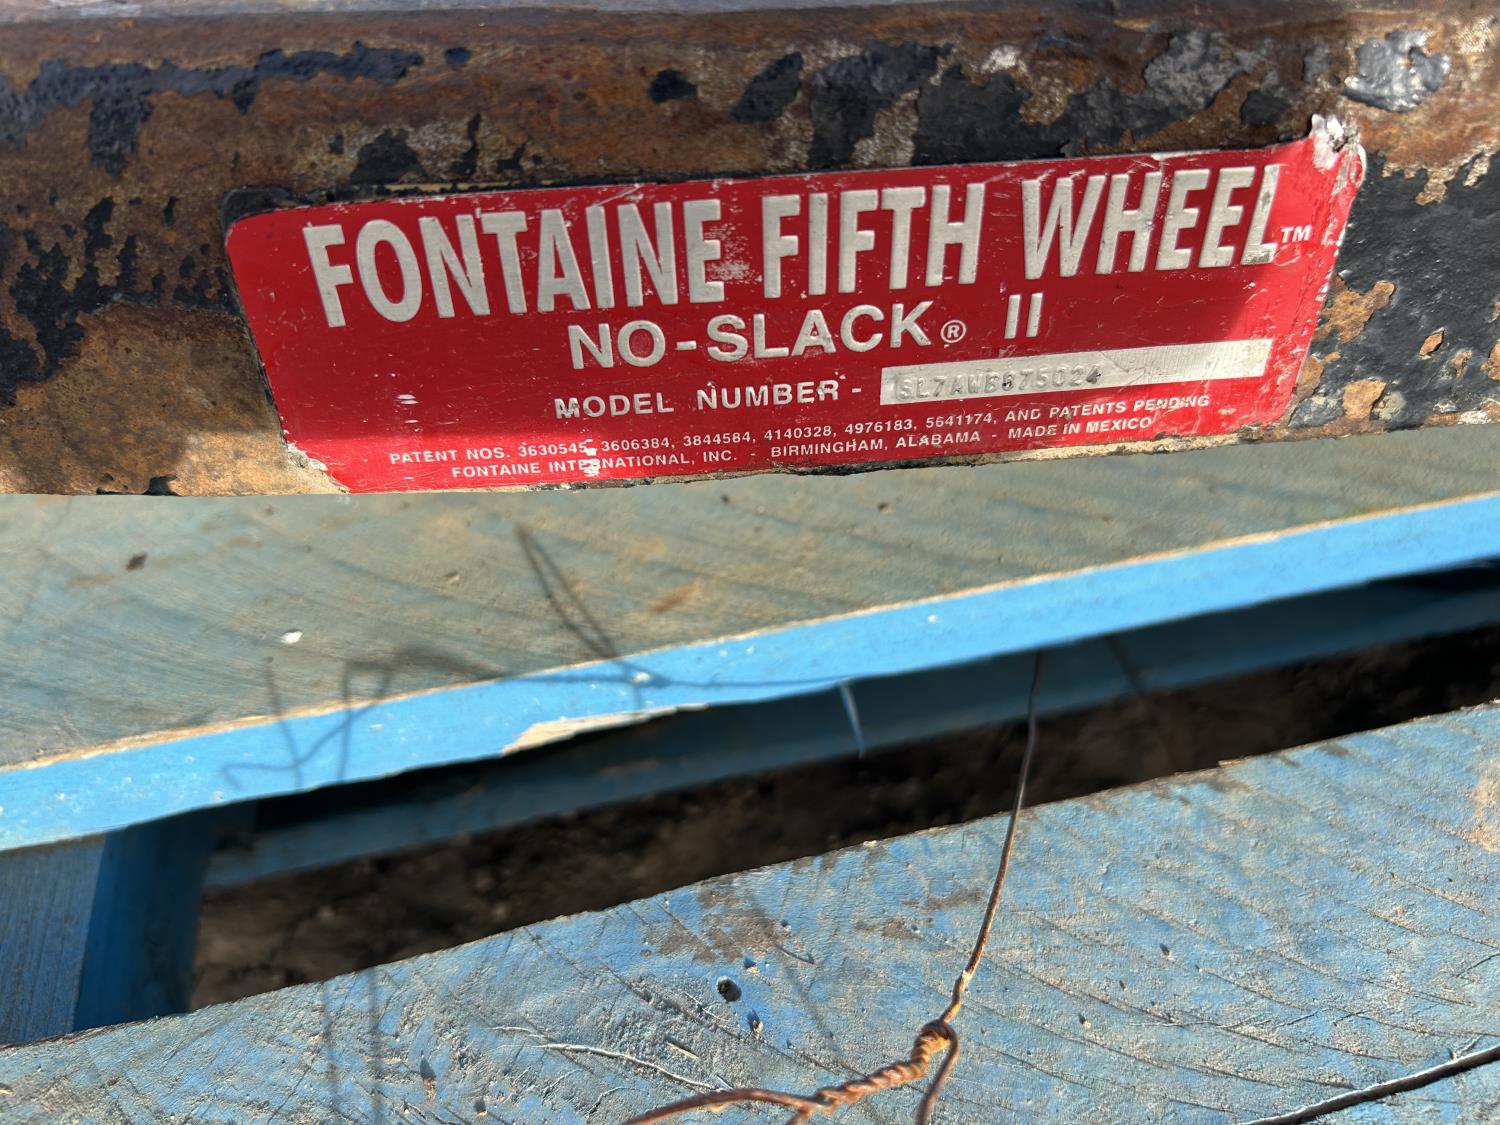 FONTAINE FIFTH WHEEL™
NO-SLACK® II
MODEL NUMBER - SL7AWB675024
PATENT NOS. 3630545, 3606384, 3844584, 4140328, 4976183, 5641174, AND PATENTS PENDING
FONTAINE INTERNATIONAL, INC. - BIRMINGHAM, ALABAMA - MADE IN MEXICO